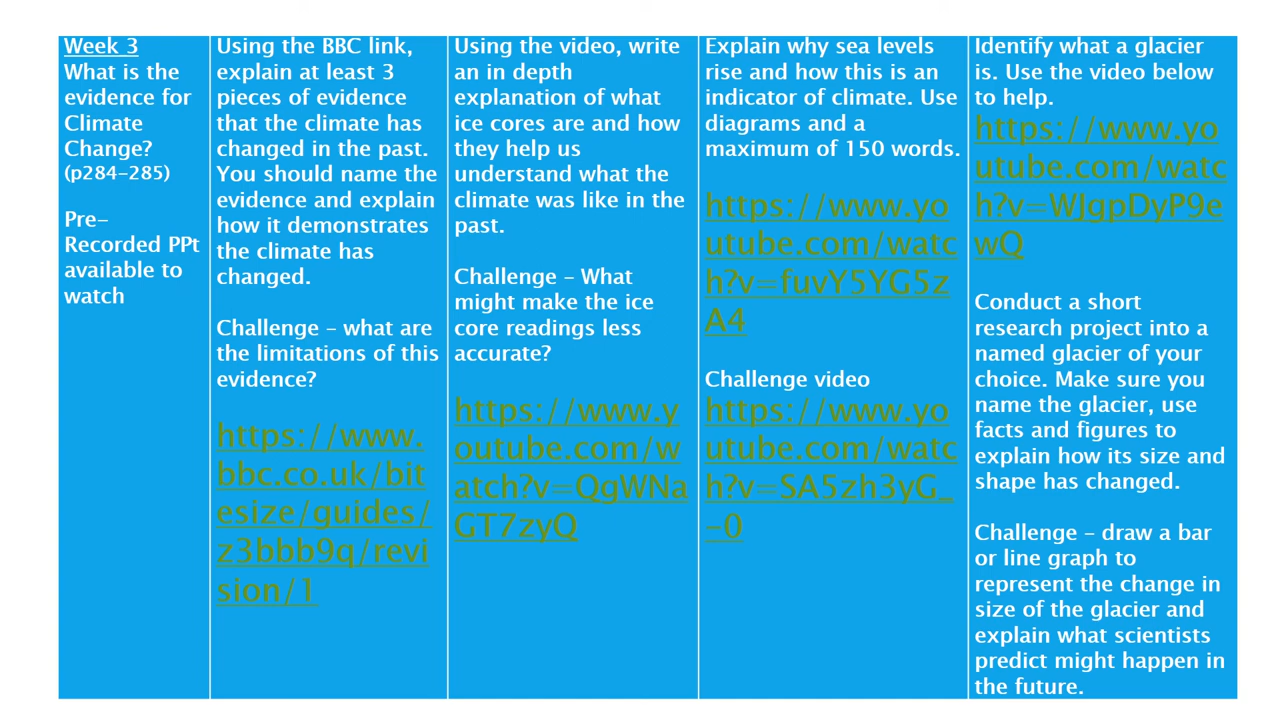 Week 3
What is the
evidence for
Climate
Change?
(p284-285)
Pre-
Recorded PPt
available to
watch
Using the BBC link,
explain at least 3
pieces of evidence
that the climate has
changed in the past.
You should name the
evidence and explain
how it demonstrates
the climate has
changed.
Challenge – what are
the limitations of this
evidence?
https://www.
bbc.co.uk/bit
esize/guides/
z3bbb9q/revi
sion/1
Using the video, write
an in depth
explanation of what
ice cores are and how
they help us
understand what the
climate was like in the
past.
Challenge – What
might make the ice
core readings less
accurate?
https://www.y
outube.com/w
atch?v=QgWNa
GT7zyQ
Explain why sea levels
rise and how this is an
indicator of climate. Use
diagrams and a
maximum of 150 words.
https://www.yo
utube.com/watc
h?v=fuvY5YG5z
A4
Challenge video
https://www.yo
utube.com/watc
h?v=SA5zh3yG_
-0
Identify what a glacier
is. Use the video below
to help.
https://www.yo
utube.com/watc
h?v=WJgpDyP9e
wQ
Conduct a short
research project into a
named glacier of your
choice. Make sure you
name the glacier, use
facts and figures to
explain how its size and
shape has changed.
Challenge – draw a bar
or line graph to
represent the change in
size of the glacier and
explain what scientists
predict might happen in
the future.